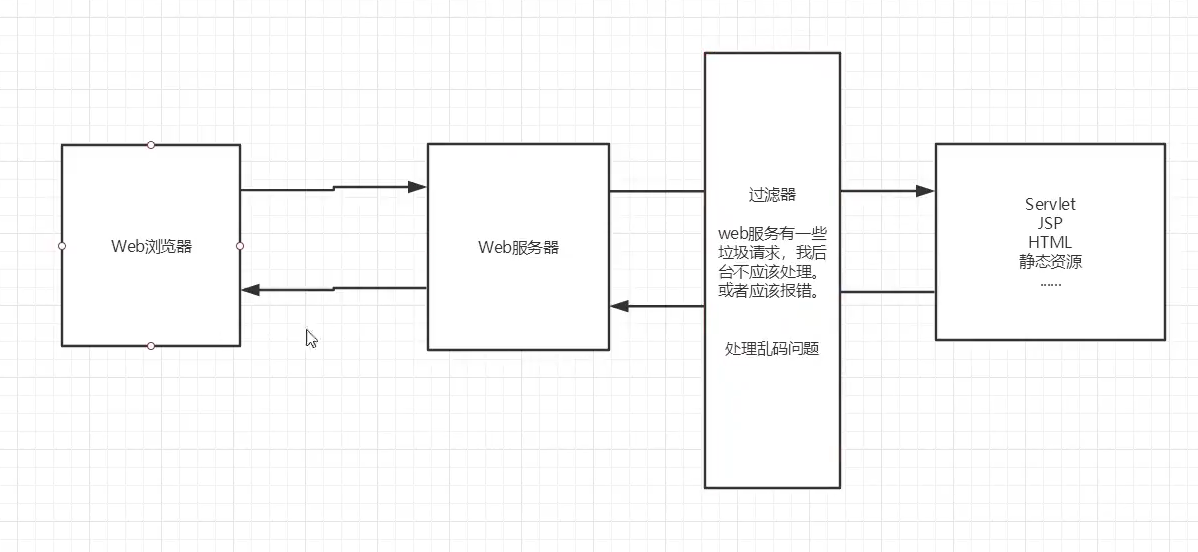 Web浏览器
Web服务器
过滤器
web服务有一些
垃圾请求，我后
台不应该处理。
或者应该报错。
处理乱码问题
Servlet
JSP
HTML
静态资源
......